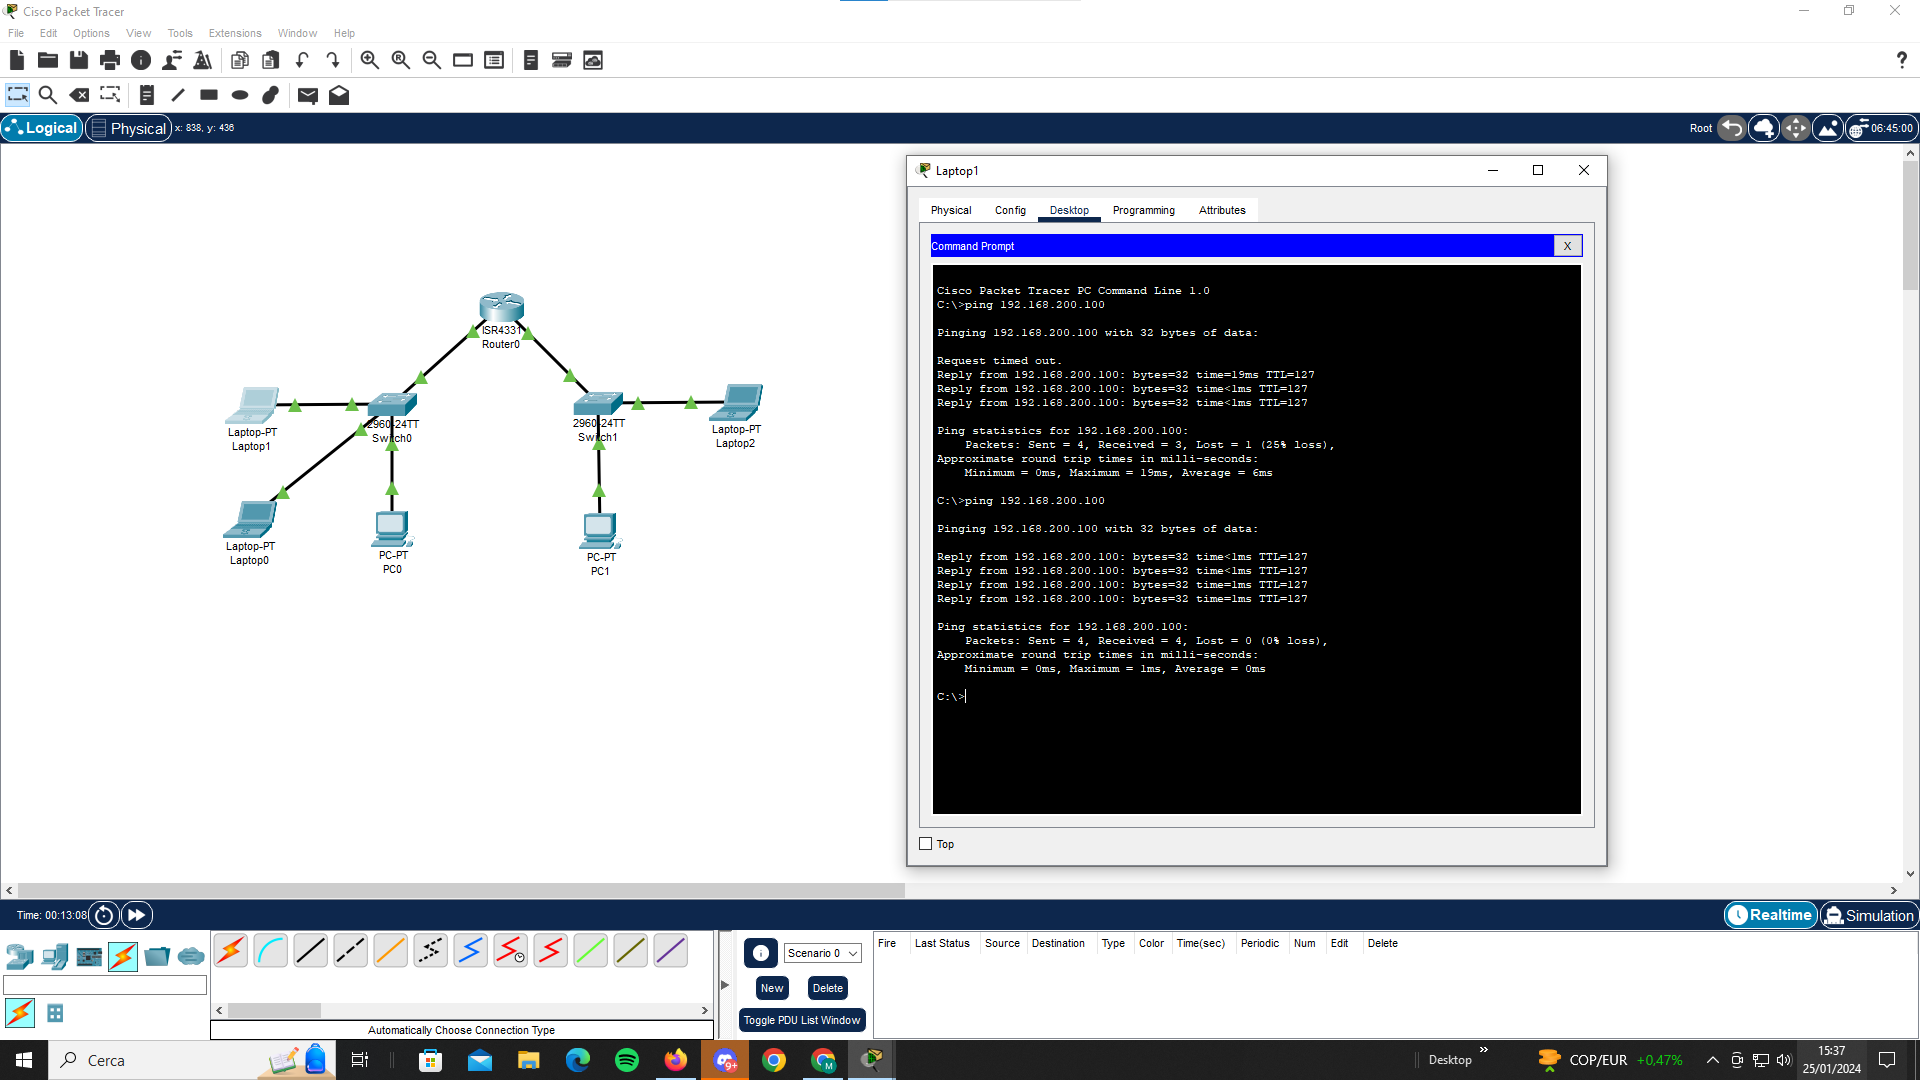 Cisco Packet Tracer
File Edit Options View Tools Extensions Window Help
Logical Physical x: 838, y: 436
Root 06:45:00
ISR4331
Router0
Laptop-PT
Laptop1
2960-24TT
Switch0
2960-24TT
Switch1
Laptop-PT
Laptop2
Laptop-PT
Laptop0
PC-PT
PC0
PC-PT
PC1
Laptop1
Physical Config Desktop Programming Attributes
Command Prompt X
Cisco Packet Tracer PC Command Line 1.0
C:\>ping 192.168.200.100
Pinging 192.168.200.100 with 32 bytes of data:
Request timed out.
Reply from 192.168.200.100: bytes=32 time=19ms TTL=127
Reply from 192.168.200.100: bytes=32 time<1ms TTL=127
Reply from 192.168.200.100: bytes=32 time<1ms TTL=127
Ping statistics for 192.168.200.100:
Packets: Sent = 4, Received = 3, Lost = 1 (25% loss),
Approximate round trip times in milli-seconds:
Minimum = 0ms, Maximum = 19ms, Average = 6ms
C:\>ping 192.168.200.100
Pinging 192.168.200.100 with 32 bytes of data:
Reply from 192.168.200.100: bytes=32 time<1ms TTL=127
Reply from 192.168.200.100: bytes=32 time<1ms TTL=127
Reply from 192.168.200.100: bytes=32 time=1ms TTL=127
Reply from 192.168.200.100: bytes=32 time=1ms TTL=127
Ping statistics for 192.168.200.100:
Packets: Sent = 4, Received = 4, Lost = 0 (0% loss),
Approximate round trip times in milli-seconds:
Minimum = 0ms, Maximum = 1ms, Average = 0ms
C:\>
Top
Time: 00:13:08
Realtime Simulation
Scenario 0
New Delete
Toggle PDU List Window
Fire Last Status Source Destination Type Color Time(sec) Periodic Num Edit Delete
Automatically Choose Connection Type
Cerca
9+
M
Desktop »
COP/EUR +0,47%
15:37
25/01/2024